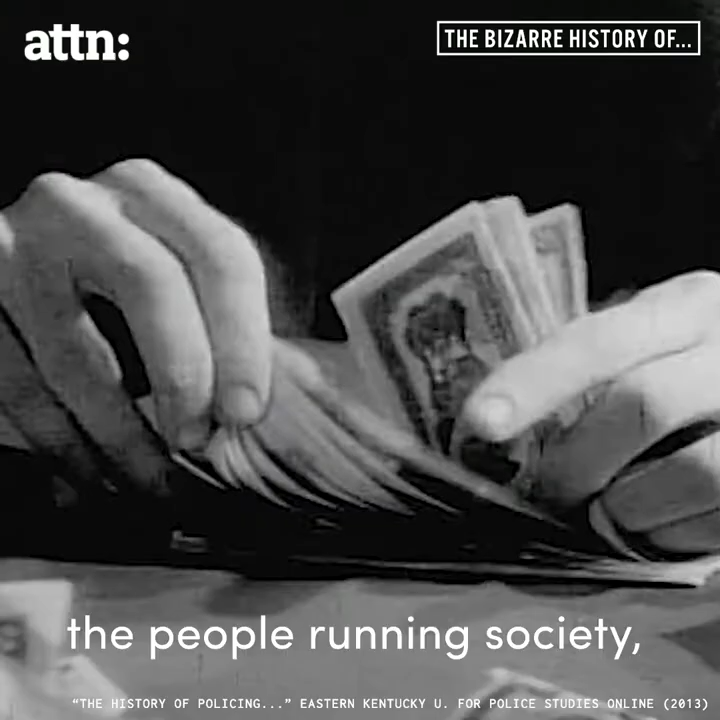 attn:
THE BIZARRE HISTORY OF...
the people running society,
"THE HISTORY OF POLICING..." EASTERN KENTUCKY U. FOR POLICE STUDIES ONLINE (2013)